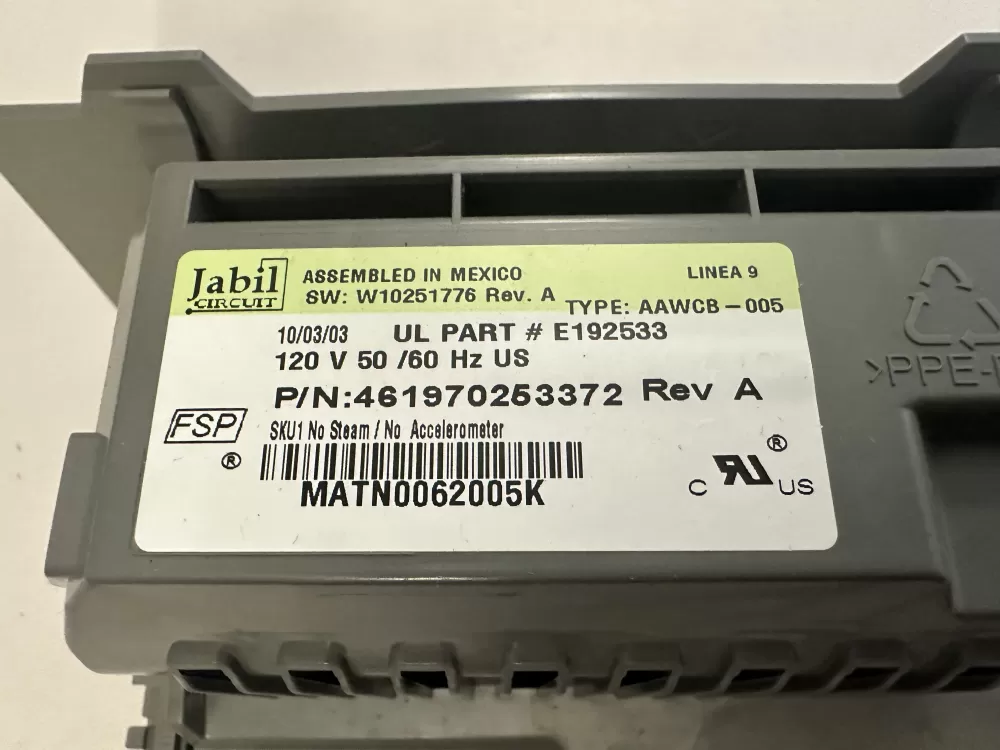 Jabil
CIRCUIT
ASSEMBLED IN MEXICO
LINEA 9
SW: W10251776 Rev. A
TYPE: AAWCB-005
10/03/03 UL PART # E192533
120 V 50 /60 Hz US
P/N:461970253372 Rev A
FSP
®
SKU1 No Steam / No Accelerometer
MATN0062005K
C RU ® US
>PPE-